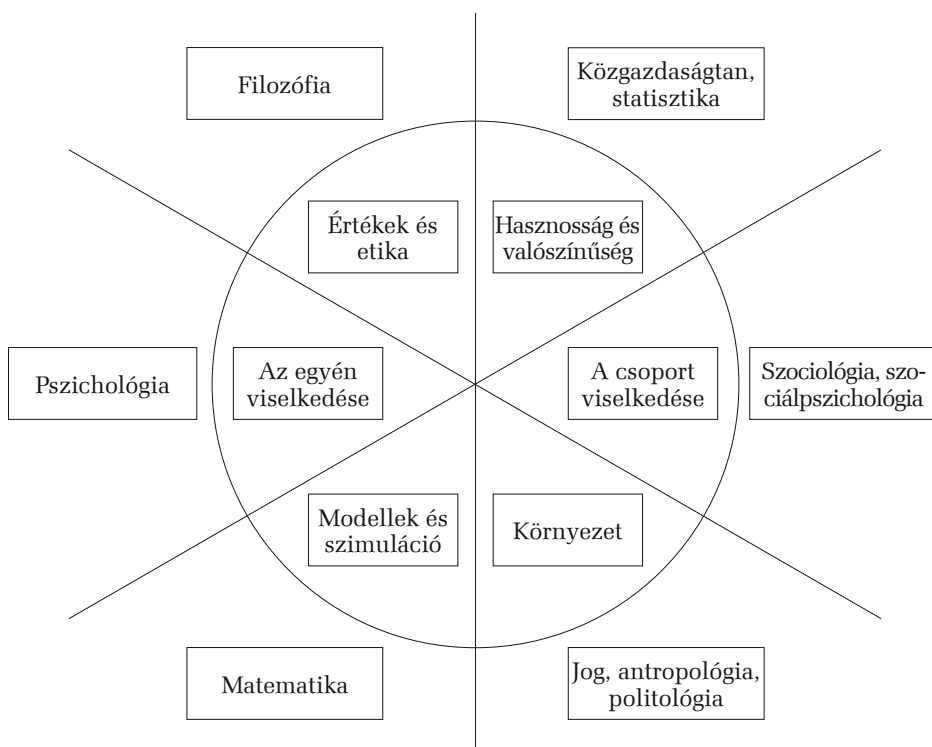 Filozófia
Közgazdaságtan,
statisztika
Értékek és
etika
Hasznosság és
valószínűség
Pszichológia
Az egyén
viselkedése
A csoport
viselkedése
Szociológia, szo-
ciálpszichológia
Modellek és
szimuláció
Környezet
Matematika
Jog, antropológia,
politológia